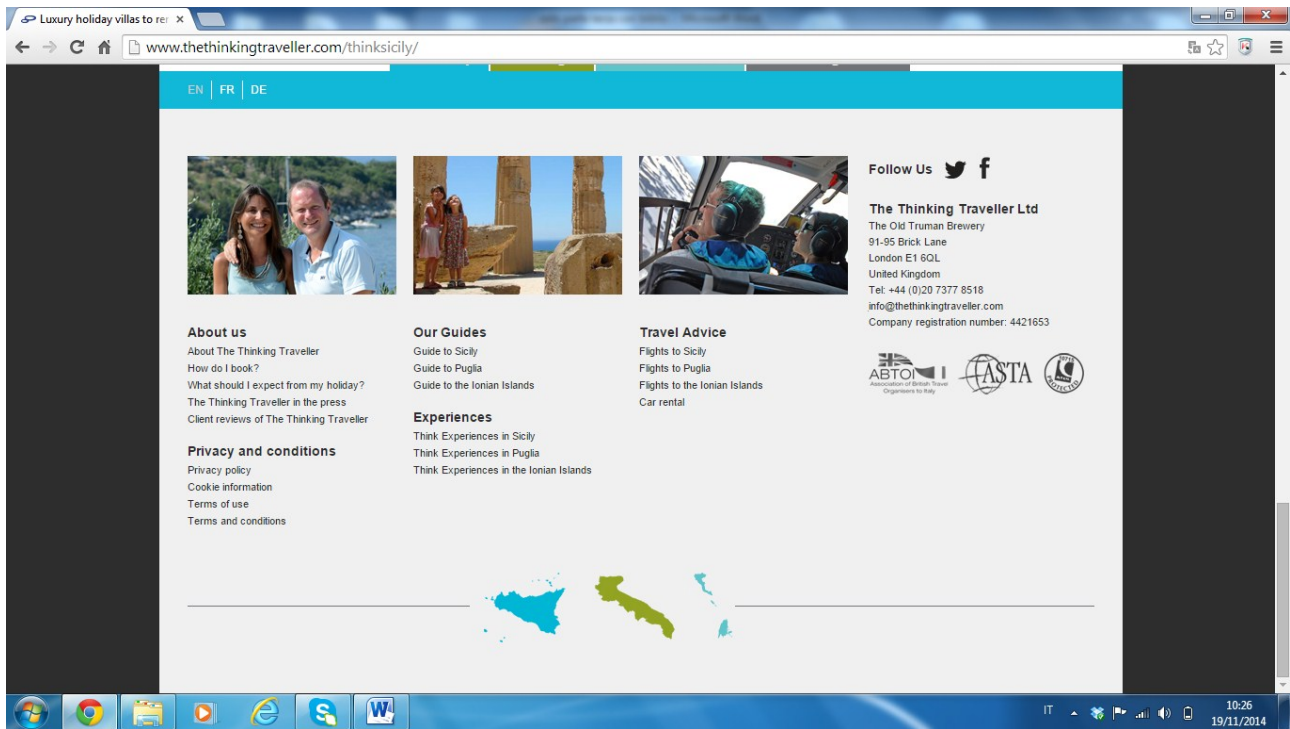 Luxury holiday villas to rer
www.thethinkingtraveller.com/thinksicily/
EN | FR | DE
Follow Us
The Thinking Traveller Ltd
The Old Truman Brewery
91-95 Brick Lane
London E1 6QL
United Kingdom
Tel: +44 (0)20 7377 8518
info@thethinkingtraveller.com
Company registration number: 4421653
ABTOI
Association of British Travel
Organisers to Italy
ASTA
PROTECTED
About us
About The Thinking Traveller
How do I book?
What should I expect from my holiday?
The Thinking Traveller in the press
Client reviews of The Thinking Traveller
Privacy and conditions
Privacy policy
Cookie information
Terms of use
Terms and conditions
Our Guides
Guide to Sicily
Guide to Puglia
Guide to the Ionian Islands
Experiences
Think Experiences in Sicily
Think Experiences in Puglia
Think Experiences in the Ionian Islands
Travel Advice
Flights to Sicily
Flights to Puglia
Flights to the Ionian Islands
Car rental
IT
10:26
19/11/2014